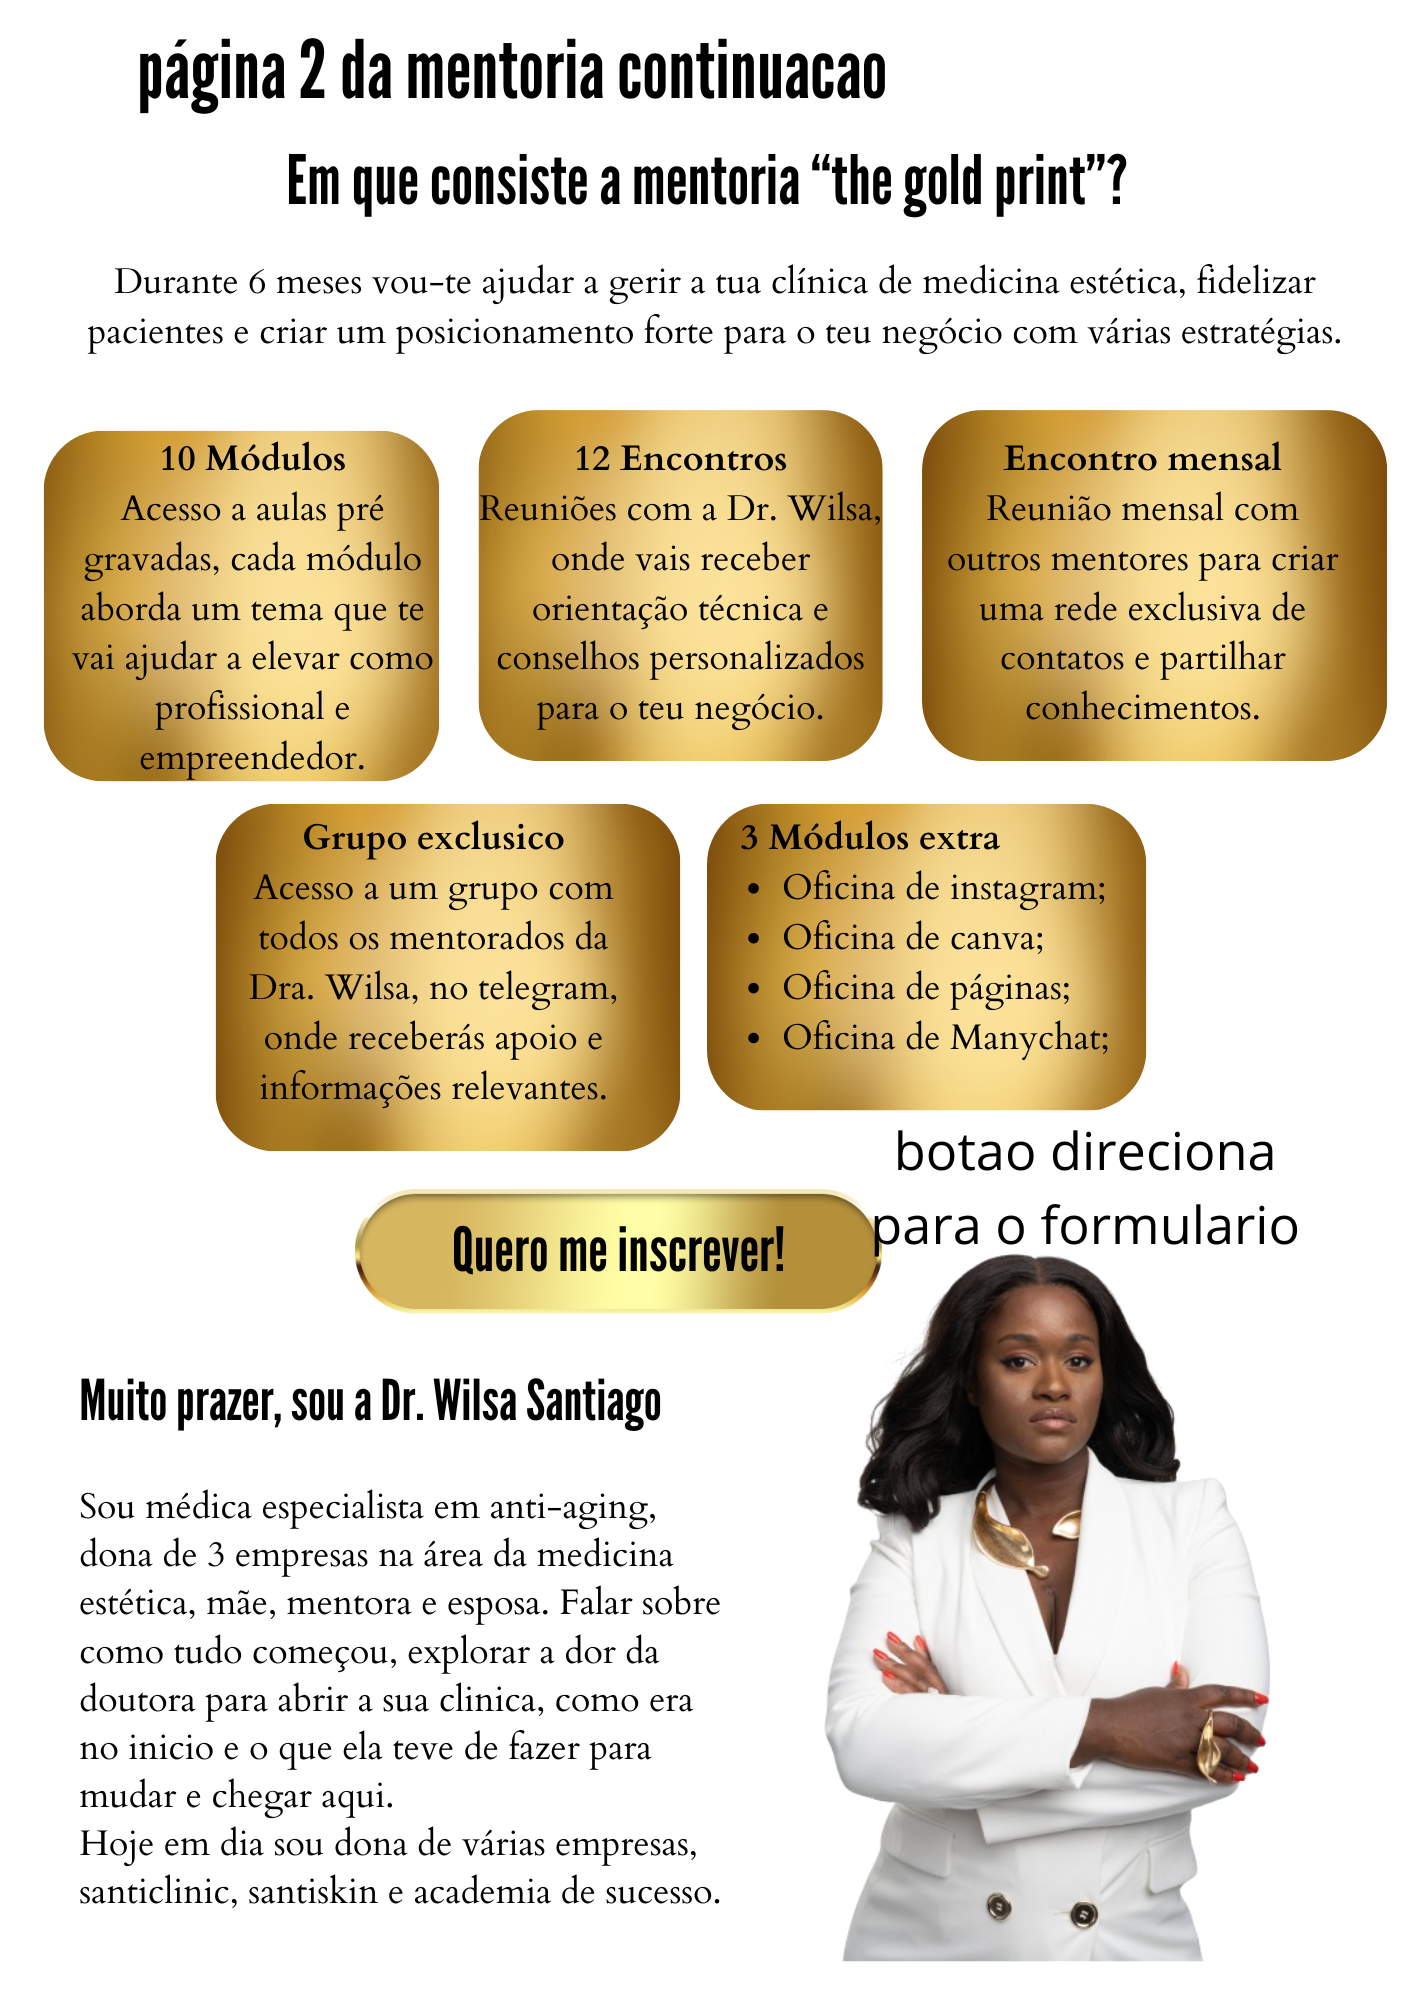 página 2 da mentoria continuacao
Em que consiste a mentoria “the gold print”?
Durante 6 meses vou-te ajudar a gerir a tua clínica de medicina estética, fidelizar
pacientes e criar um posicionamento forte para o teu negócio com várias estratégias.
10 Módulos
Acesso a aulas pré
gravadas, cada módulo
aborda um tema que te
vai ajudar a elevar como
profissional e
empreendedor.
12 Encontros
Reuniões com a Dr. Wilsa,
onde vais receber
orientação técnica e
conselhos personalizados
para o teu negócio.
Encontro mensal
Reunião mensal com
outros mentores para criar
uma rede exclusiva de
contatos e partilhar
conhecimentos.
Grupo exclusico
Acesso a um grupo com
todos os mentorados da
Dra. Wilsa, no telegram,
onde receberás apoio e
informações relevantes.
3 Módulos extra
• Oficina de instagram;
• Oficina de canva;
• Oficina de páginas;
• Oficina de Manychat;
botao direciona
para o formulario
Quero me inscrever!
Muito prazer, sou a Dr. Wilsa Santiago
Sou médica especialista em anti-aging,
dona de 3 empresas na área da medicina
estética, mãe, mentora e esposa. Falar sobre
como tudo começou, explorar a dor da
doutora para abrir a sua clinica, como era
no inicio e o que ela teve de fazer para
mudar e chegar aqui.
Hoje em dia sou dona de várias empresas,
santiclinic, santiskin e academia de sucesso.